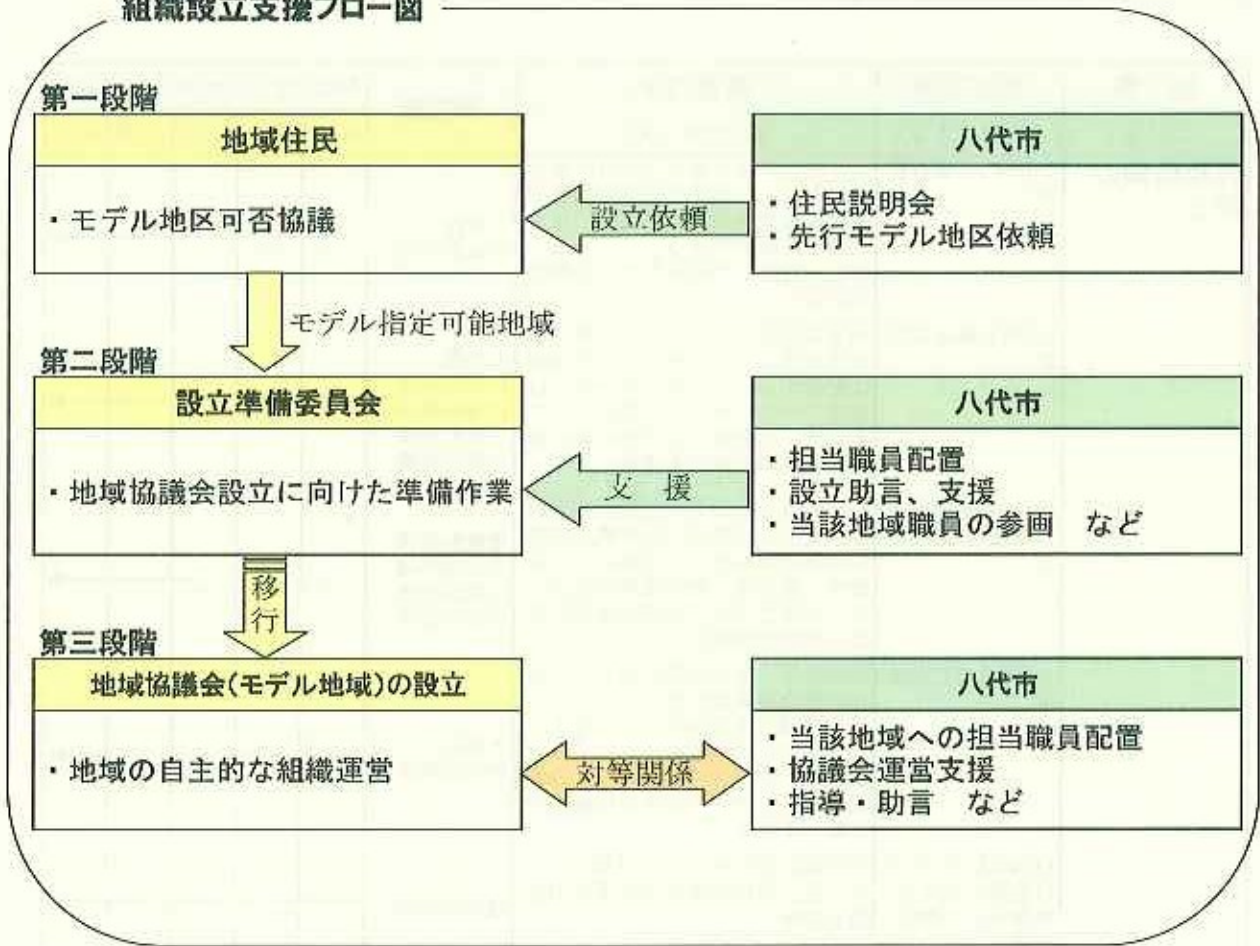 組織設立支援フロー図
第一段階
地域住民
・モデル地区可否協議
設立依頼
八代市
・住民説明会
・先行モデル地区依頼
モデル指定可能地域
第二段階
設立準備委員会
・地域協議会設立に向けた準備作業
支　援
八代市
・担当職員配置
・設立助言、支援
・当該地域職員の参画　など
移行
第三段階
地域協議会(モデル地域)の設立
・地域の自主的な組織運営
対等関係
八代市
・当該地域への担当職員配置
・協議会運営支援
・指導・助言　など